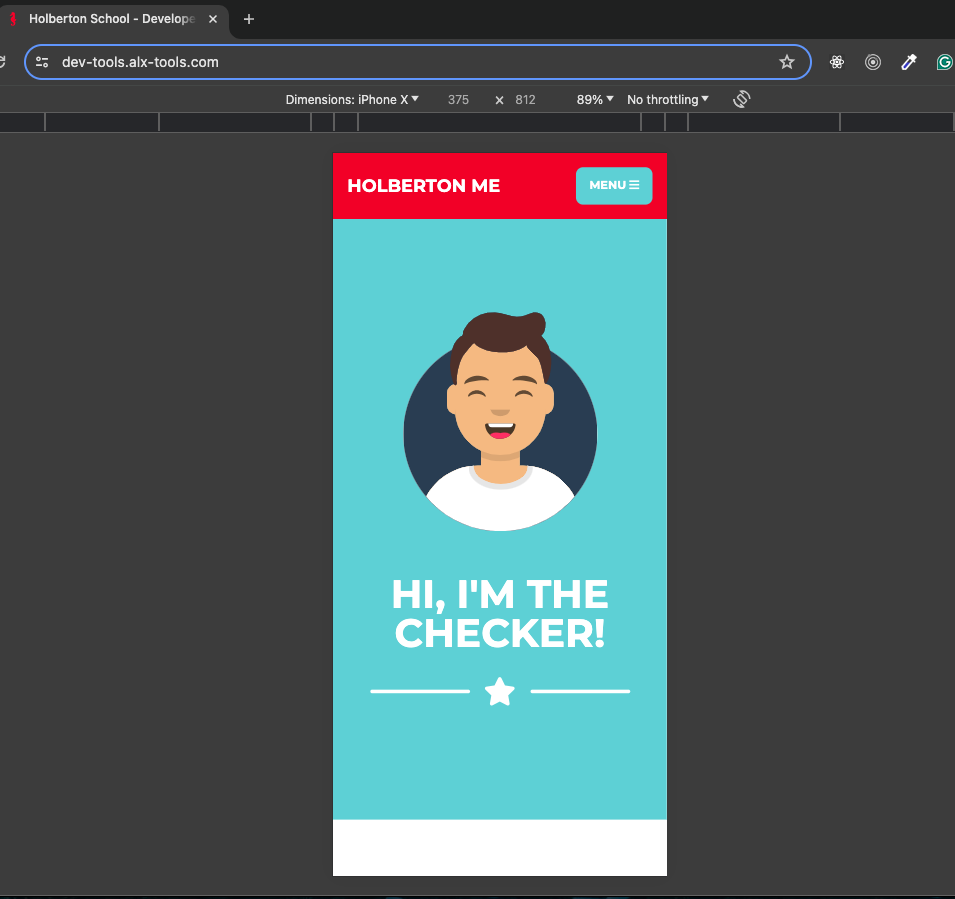 Holberton School - Develope
dev-tools.alx-tools.com
Dimensions: iPhone X 375 × 812 89% No throttling
HOLBERTON ME
MENU
HI, I'M THE
CHECKER!